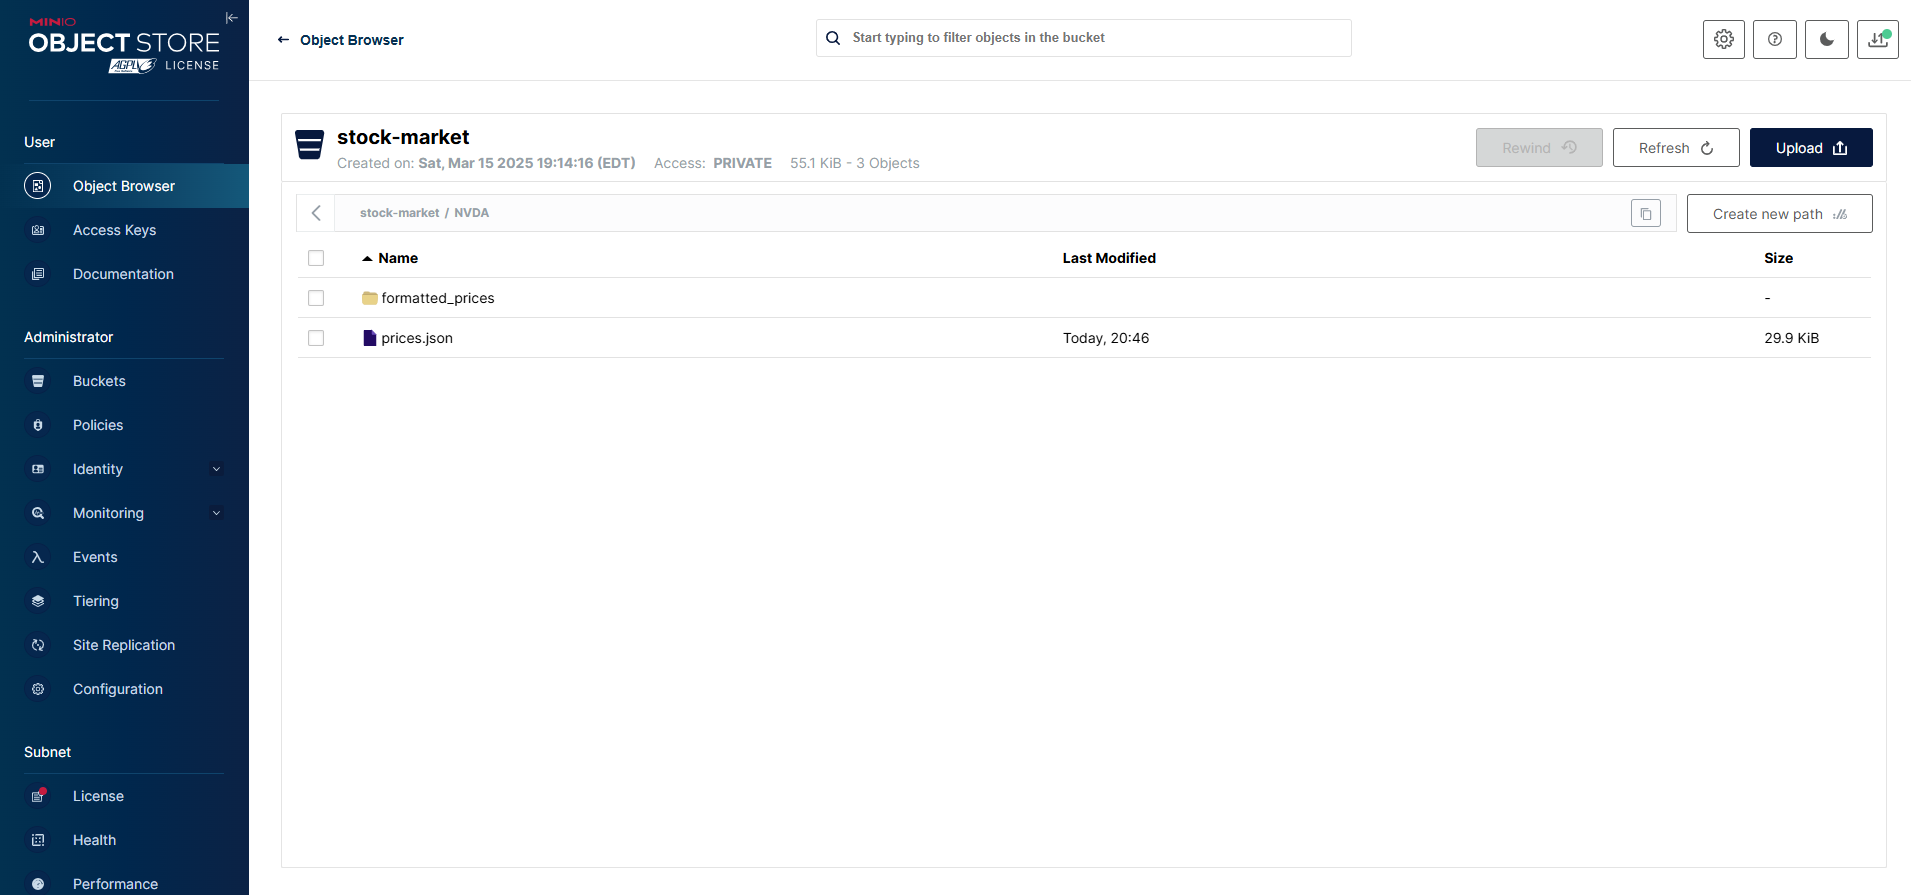 MINIO
OBJECT STORE
AGPLV3 LICENSE
User
Object Browser
Access Keys
Documentation
Administrator
Buckets
Policies
Identity
Monitoring
Events
Tiering
Site Replication
Configuration
Subnet
License
Health
Performance
Object Browser
Start typing to filter objects in the bucket
stock-market
Created on: Sat, Mar 15 2025 19:14:16 (EDT) Access: PRIVATE 55.1 KiB - 3 Objects
Rewind Refresh Upload
stock-market / NVDA
Create new path
Name Last Modified Size
formatted_prices -
prices.json Today, 20:46 29.9 KiB